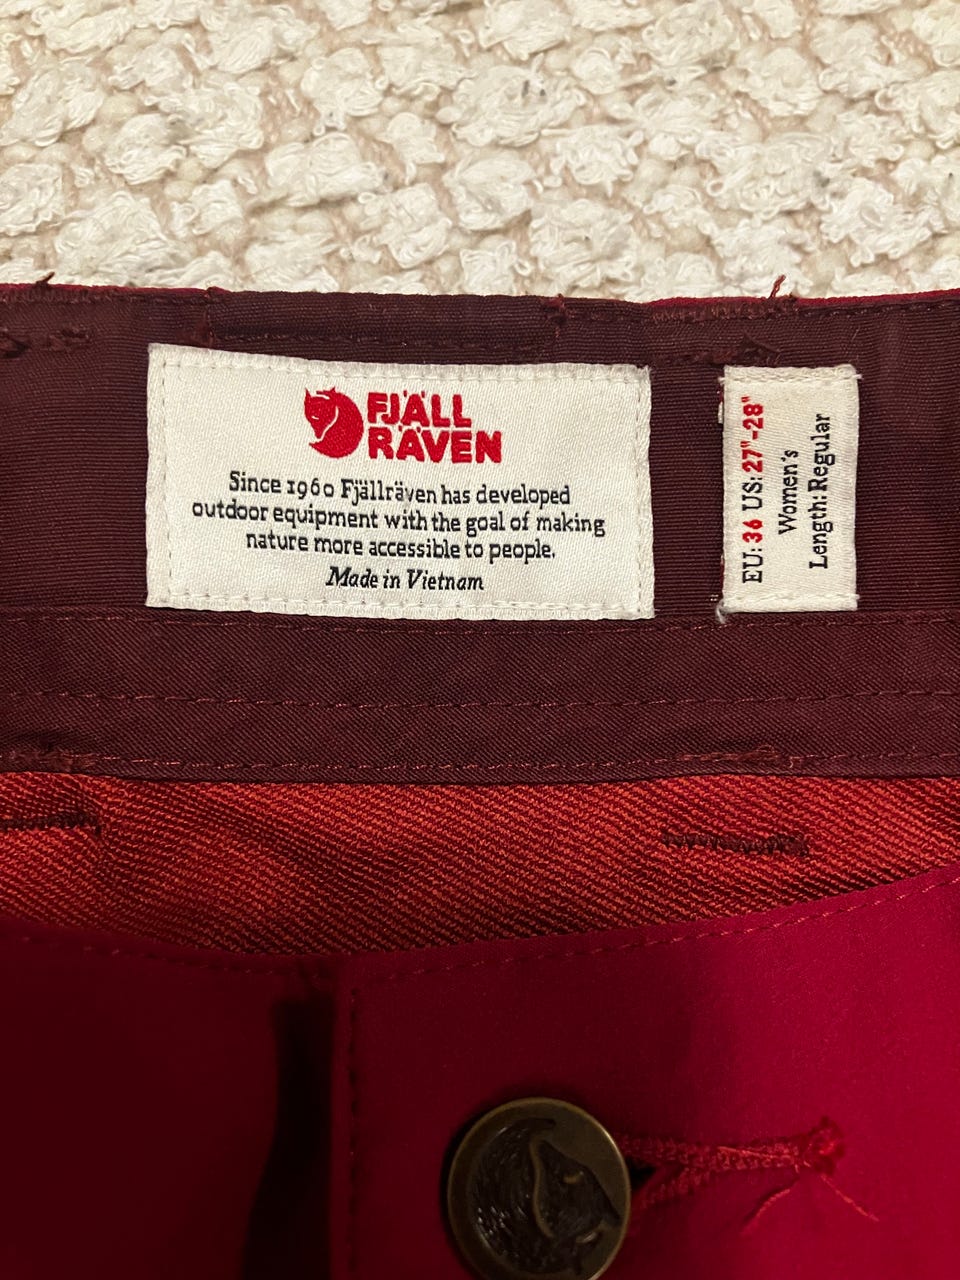 FJÄLL
RÄVEN
Since 1960 Fjällräven has developed
outdoor equipment with the goal of making
nature more accessible to people.
Made in Vietnam
EU: 36 US: 27"-28"
Women's
Length: Regular